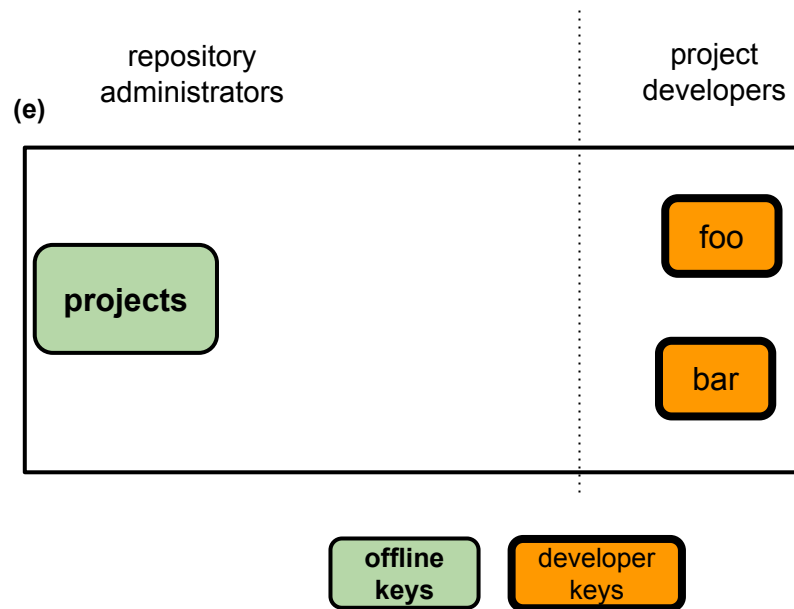 repository
administrators
project
developers
(e)
projects
foo
bar
offline
keys
developer
keys